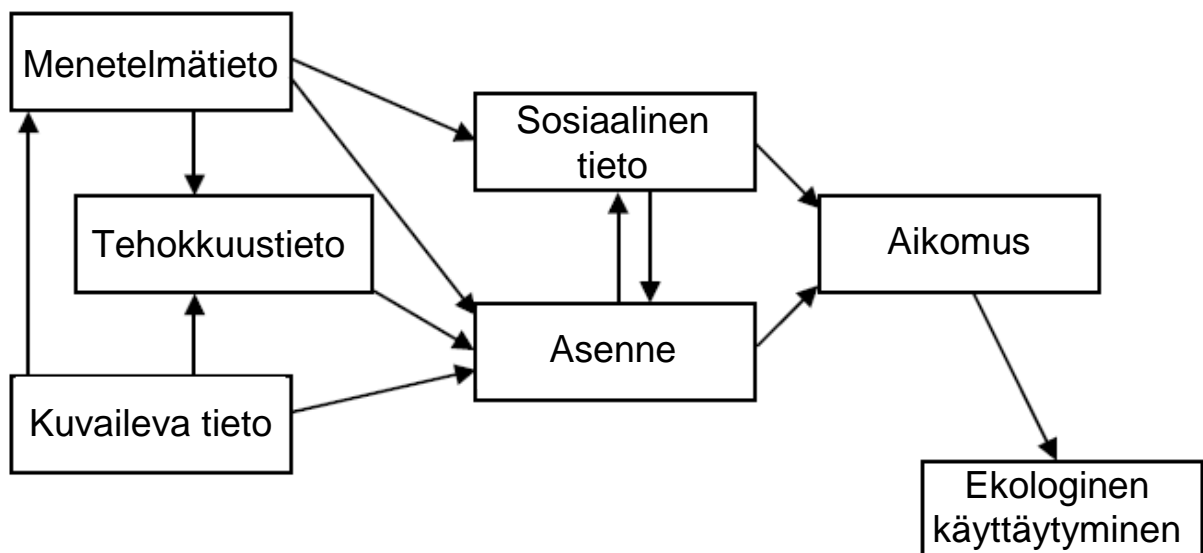 Menetelmätieto
Sosiaalinen
tieto
Tehokkuustieto
Aikomus
Asenne
Kuvaileva tieto
Ekologinen
käyttäytyminen